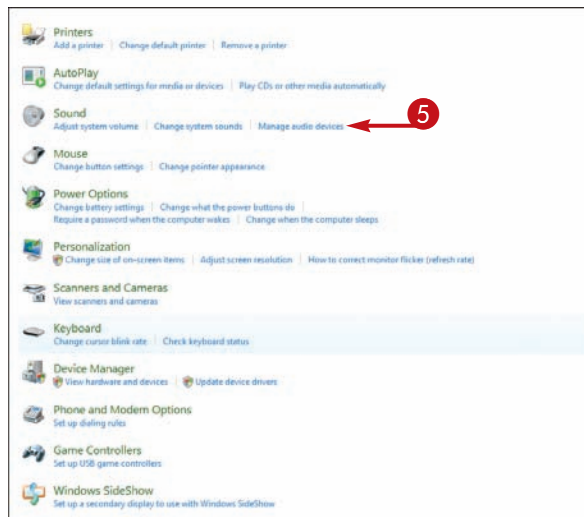 Printers
Add a printer | Change default printer | Remove a printer
AutoPlay
Change default settings for media or devices | Play CDs or other media automatically
Sound
Adjust system volume | Change system sounds | Manage audio devices
5
Mouse
Change button settings | Change pointer appearance
Power Options
Change battery settings | Change what the power buttons do |
Require a password when the computer wakes | Change when the computer sleeps
Personalization
Change size of on-screen items | Adjust screen resolution | How to correct monitor flicker (refresh rate)
Scanners and Cameras
View scanners and cameras
Keyboard
Change cursor blink rate | Check keyboard status
Device Manager
View hardware and devices | Update device drivers
Phone and Modem Options
Set up dialing rules
Game Controllers
Set up USB game controllers
Windows SideShow
Set up a secondary display to use with Windows SideShow